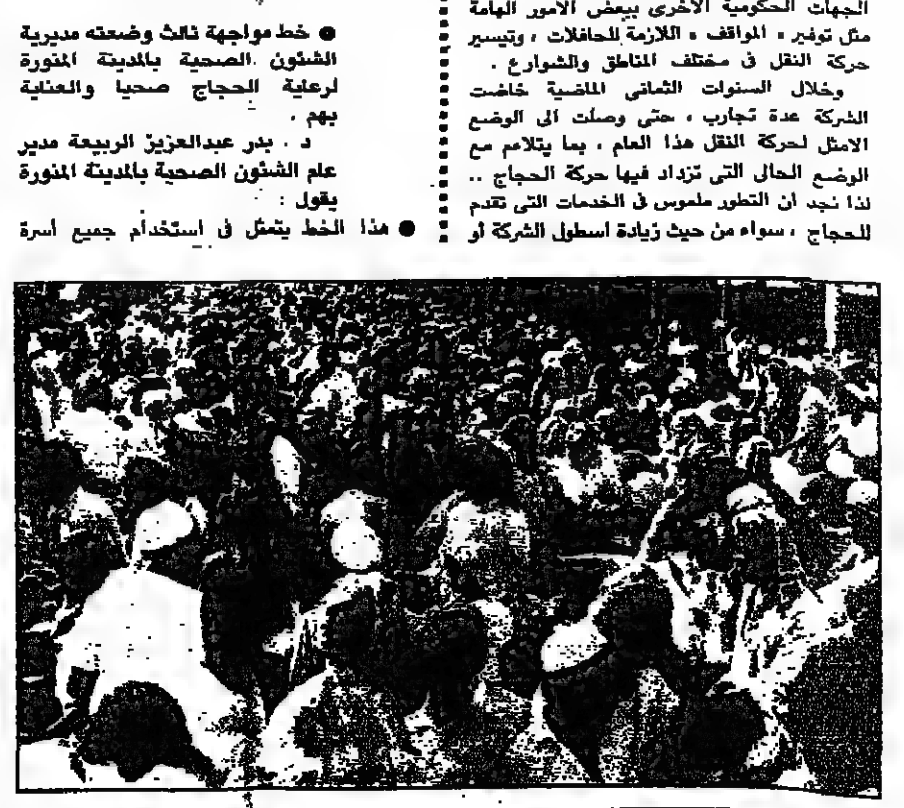 الجهات الحكومية الأخرى ببعض الأمور الهامة
مثل توفير « المواقف » اللازمة للحافلات ، وتيسير
حركة النقل فى مختلف المناطق والشوارع .
وخلال السنوات الثمانى الماضية خاضت
الشركة عدة تجارب ، حتى وصلت الى الوضع
الامثل لحركة النقل هذا العام ، بما يتلاءم مع
الوضع الحالى التى تزداد فيها حركة الحجاج ..
لذا نجد أن التطور ملموس فى الخدمات التى تقدم
للحجاج ، سواء من حيث زيادة اسطول الشركة أو
● خط مواجهة ثالث وضعته مديرية
الشئون الصحية بالمدينة المنورة
لرعاية الحجاج صحيا والعناية
بهم .
د . بدر عبدالعزيز الربيعة مدير
عام الشئون الصحية بالمدينة المنورة
يقول :
● هذا الخط يتمثل فى استخدام جميع أسرة